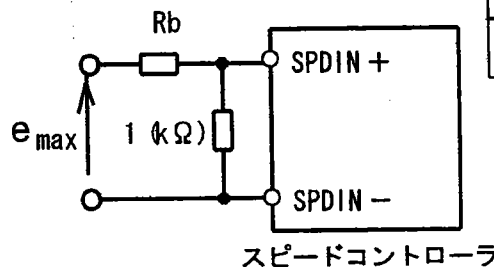 Rb
SPDIN+
e max
1 (kΩ)
SPDIN-
スピードコントローラ